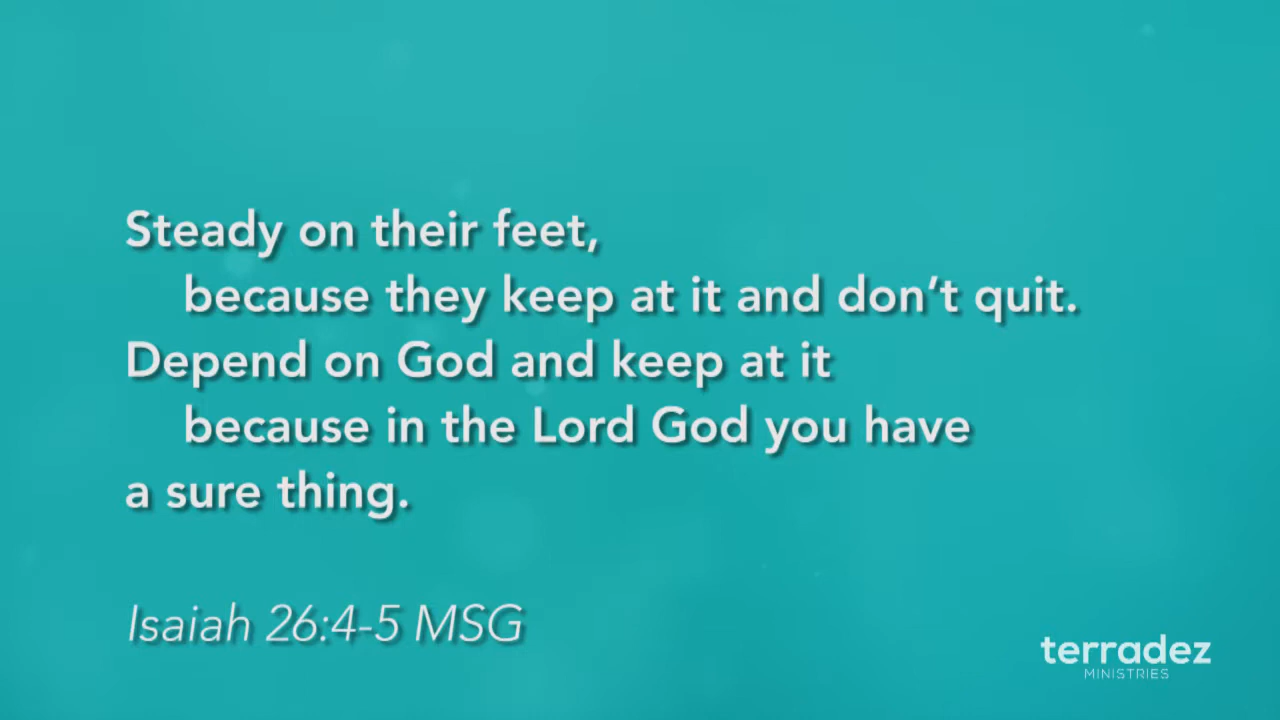 Steady on their feet,
because they keep at it and don’t quit.
Depend on God and keep at it
because in the Lord God you have
a sure thing.
Isaiah 26:4-5 MSG
terradez
MINISTRIES